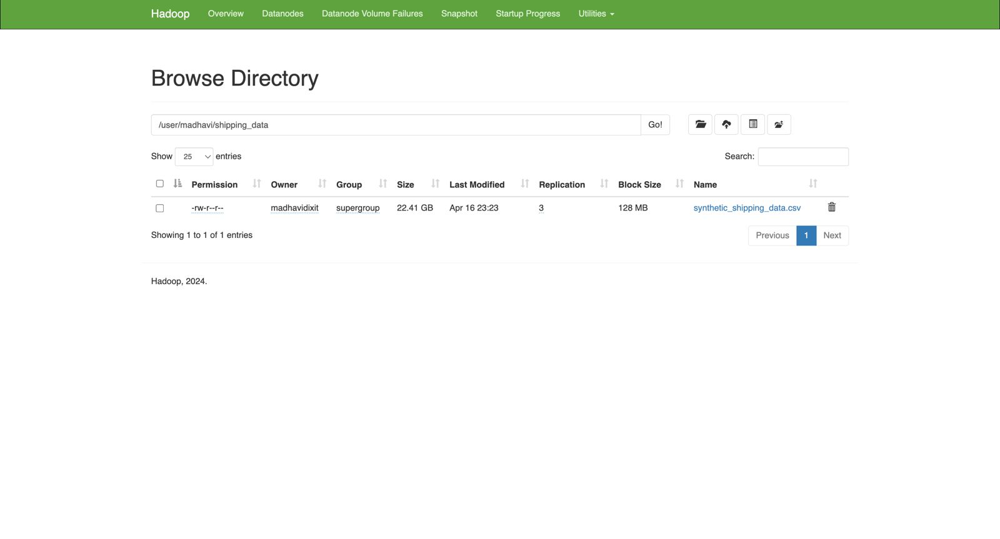 Hadoop Overview Datanodes Datanode Volume Failures Snapshot Startup Progress Utilities
Browse Directory
/user/madhavi/shipping_data Go!
Show 25 entries Search:
Permission Owner Group Size Last Modified Replication Block Size Name
-rw-r--r-- madhavidixit supergroup 22.41 GB Apr 16 23:23 3 128 MB synthetic_shipping_data.csv
Showing 1 to 1 of 1 entries Previous 1 Next
Hadoop, 2024.